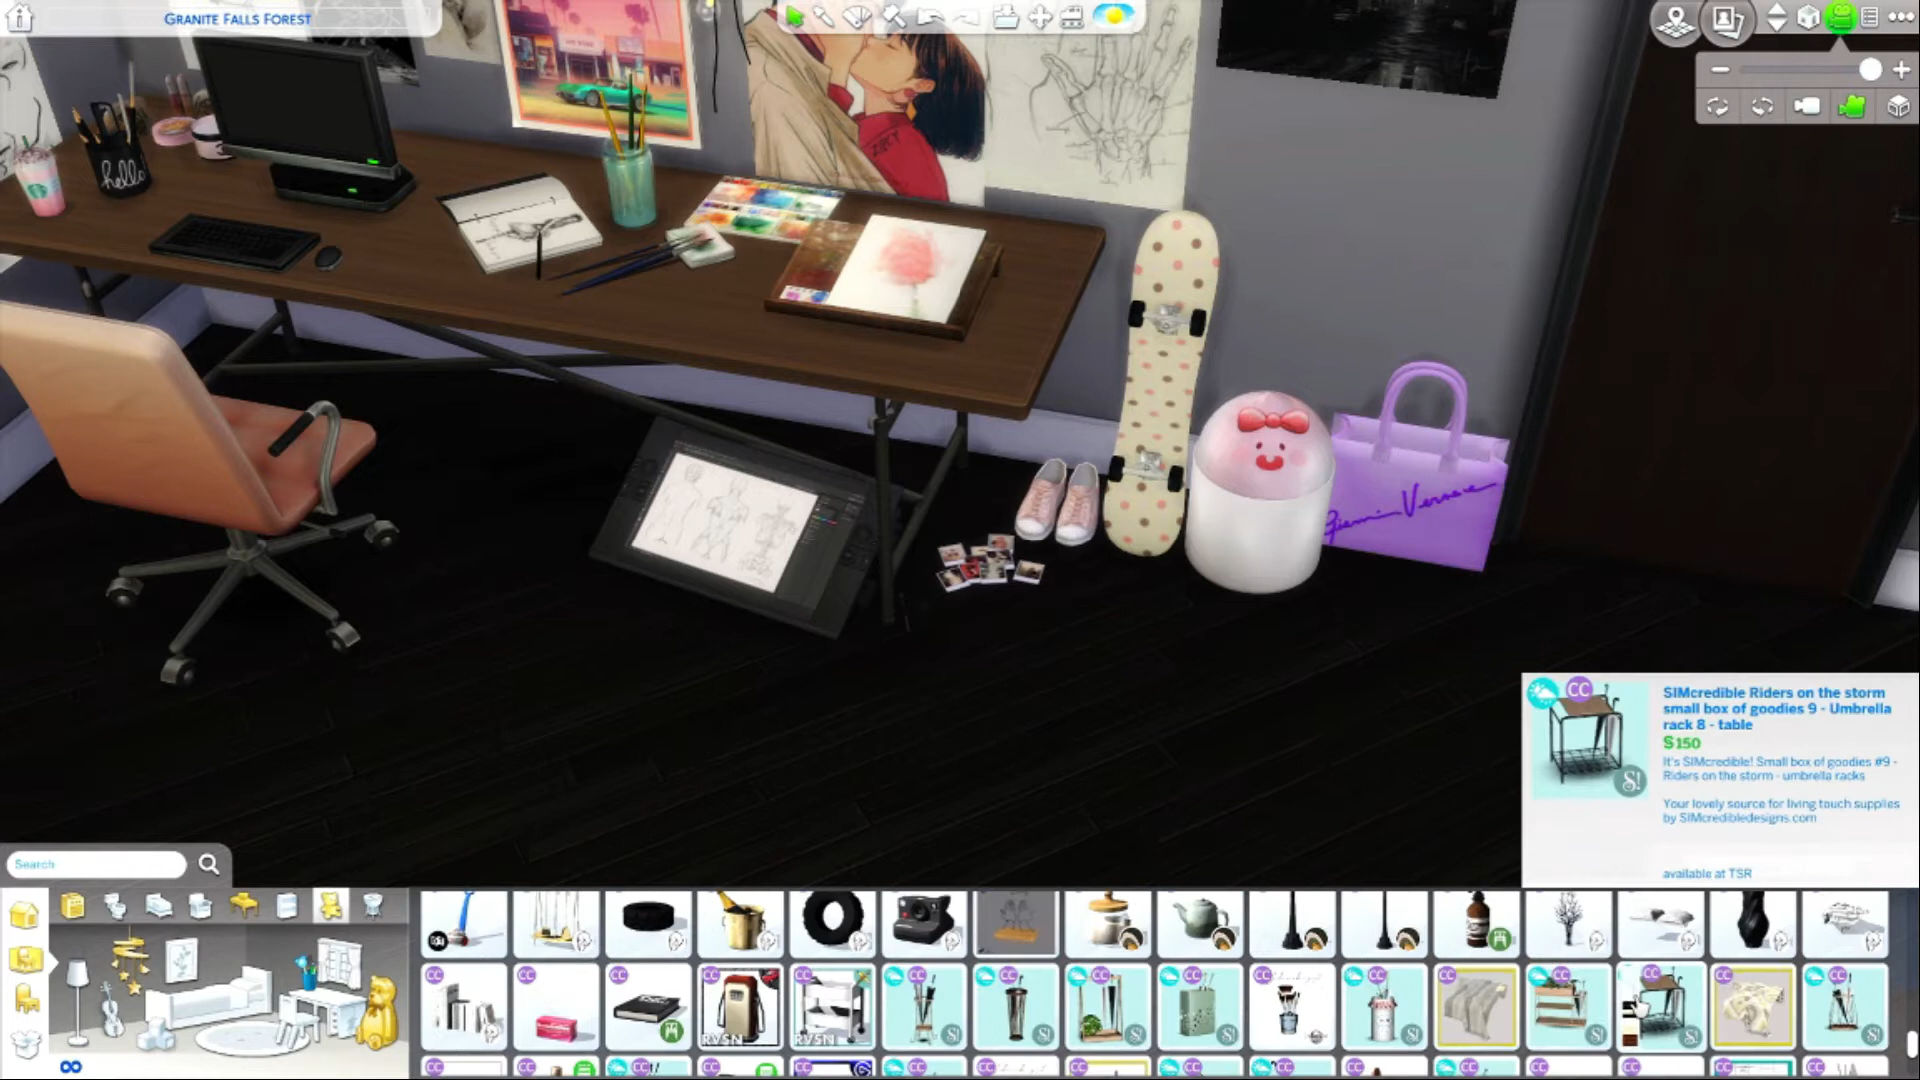 GRANITE FALLS FOREST
hello
ZACY
SIMcredible Riders on the storm
small box of goodies 9 - Umbrella
rack 8 - table
§150
It's SIMcredible! Small box of goodies #9 -
Riders on the storm - umbrella racks
Your lovely source for living touch supplies
by SIMcredibledesigns.com
available at TSR
CC
S!
Search
RVSN
RVSN